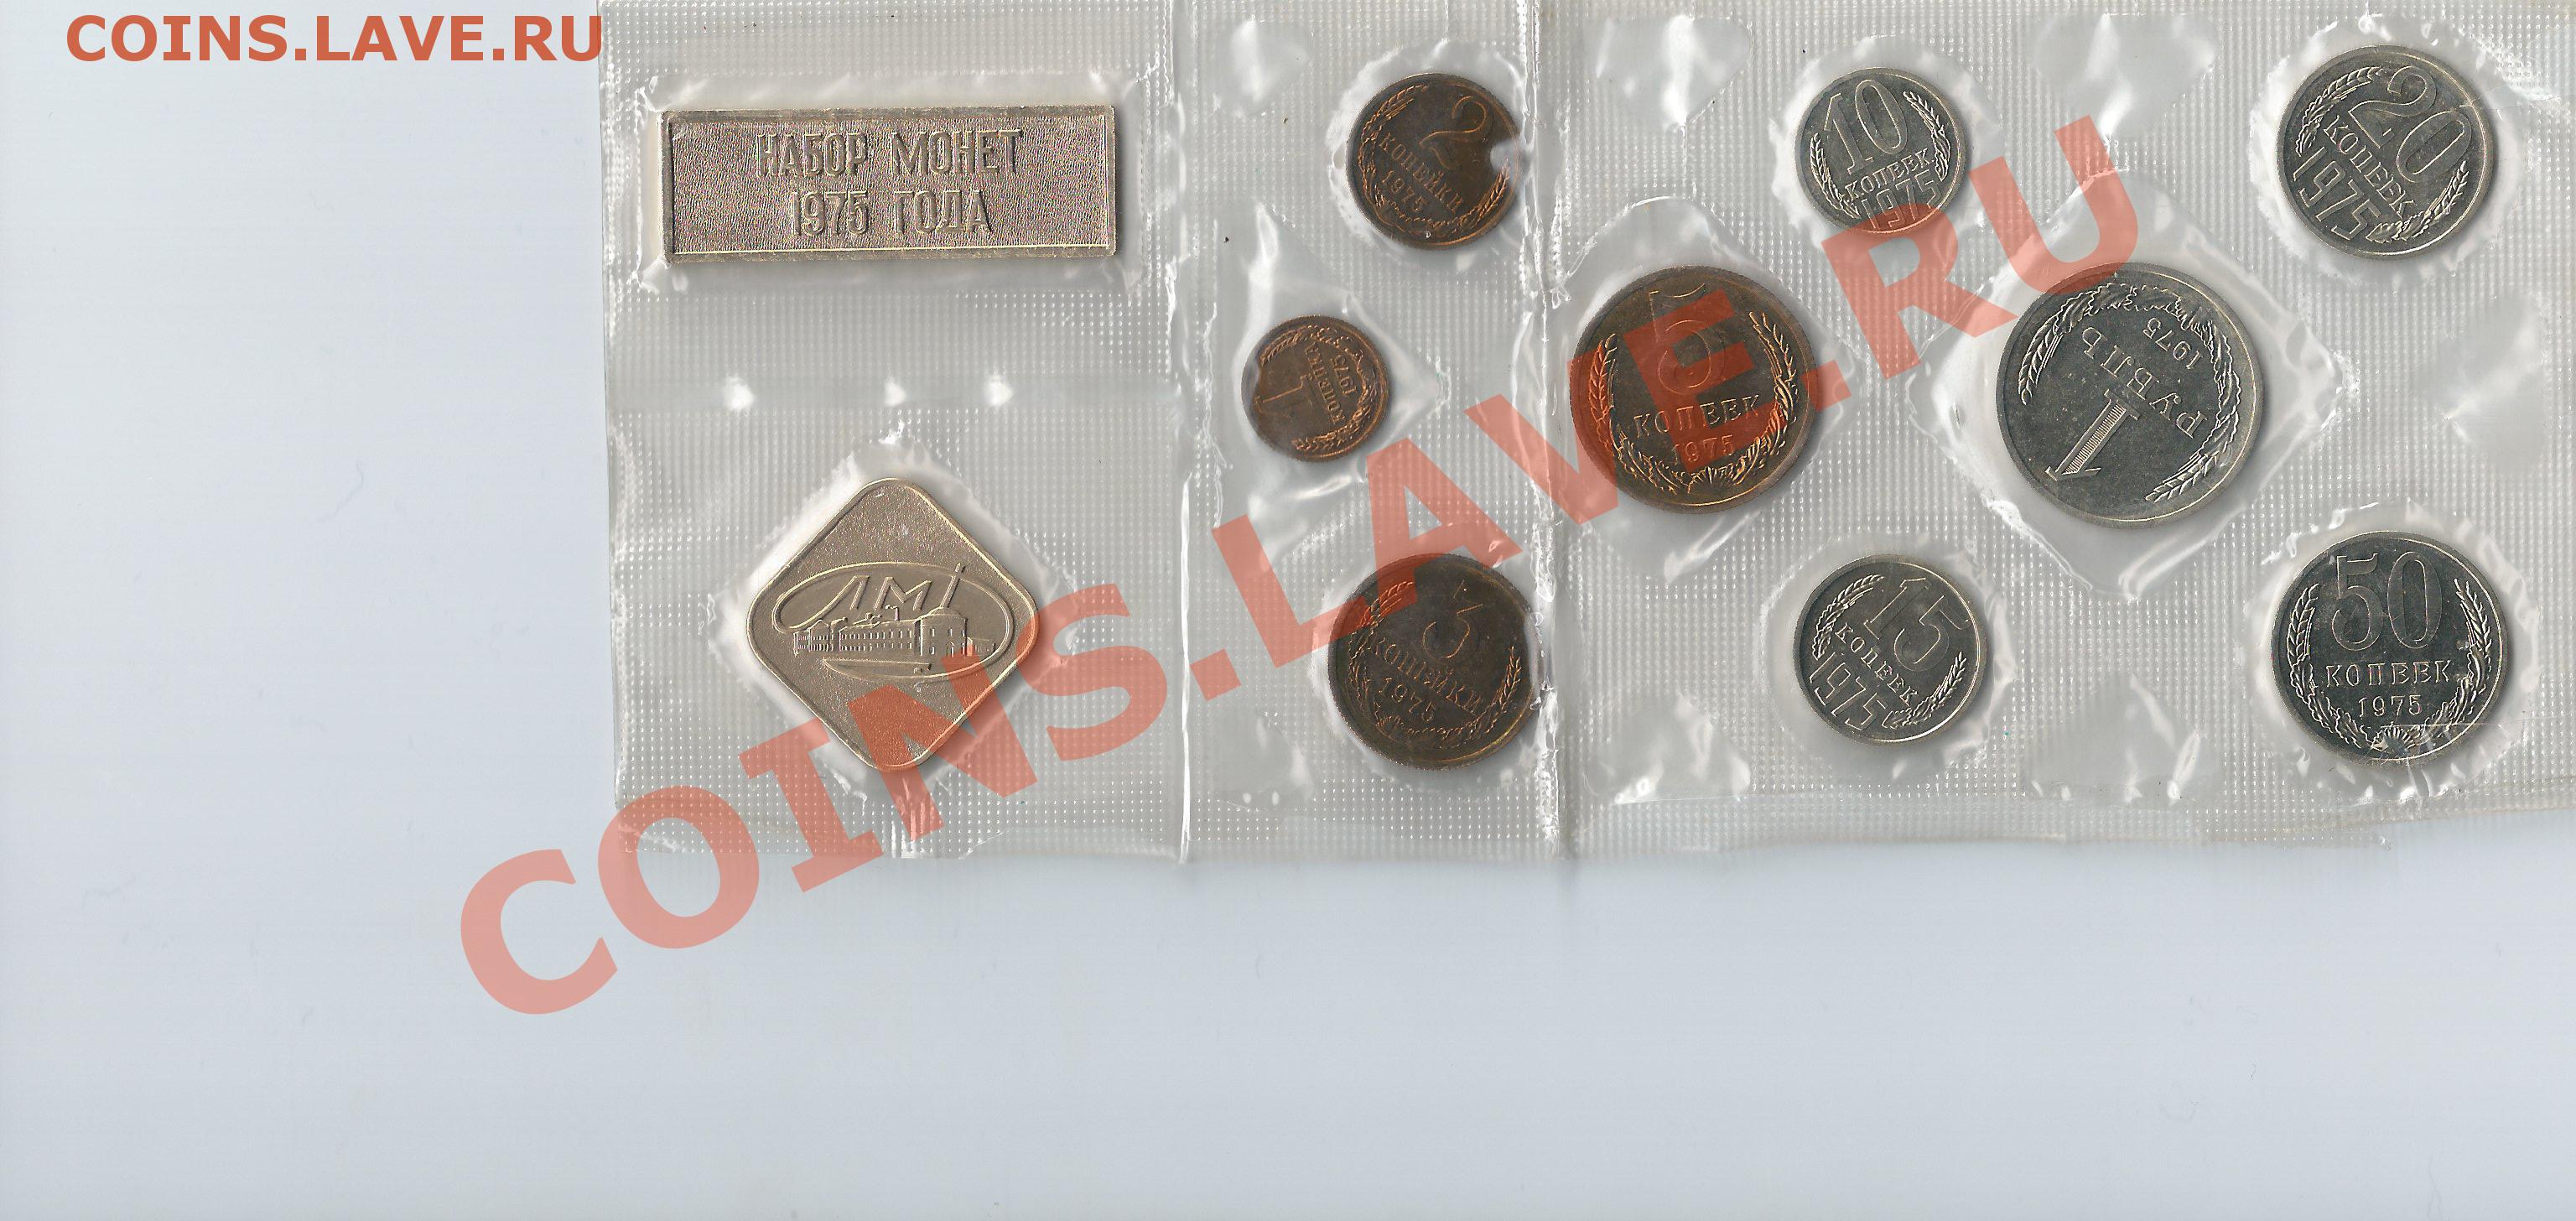 COINS.LAVE.RU
НАБОР МОНЕТ
1975 ГОДА
ЛМД
2
КОПЕЙКИ
1975
1
КОПЕЙКА
1975
3
КОПЕЙКИ
1975
5
КОПЕЕК
1975
10
КОПЕЕК
1975
15
КОПЕЕК
1975
1
РУБЛЬ
1975
20
КОПЕЕК
1975
50
КОПЕЕК
1975
COINS.LAVE.RU